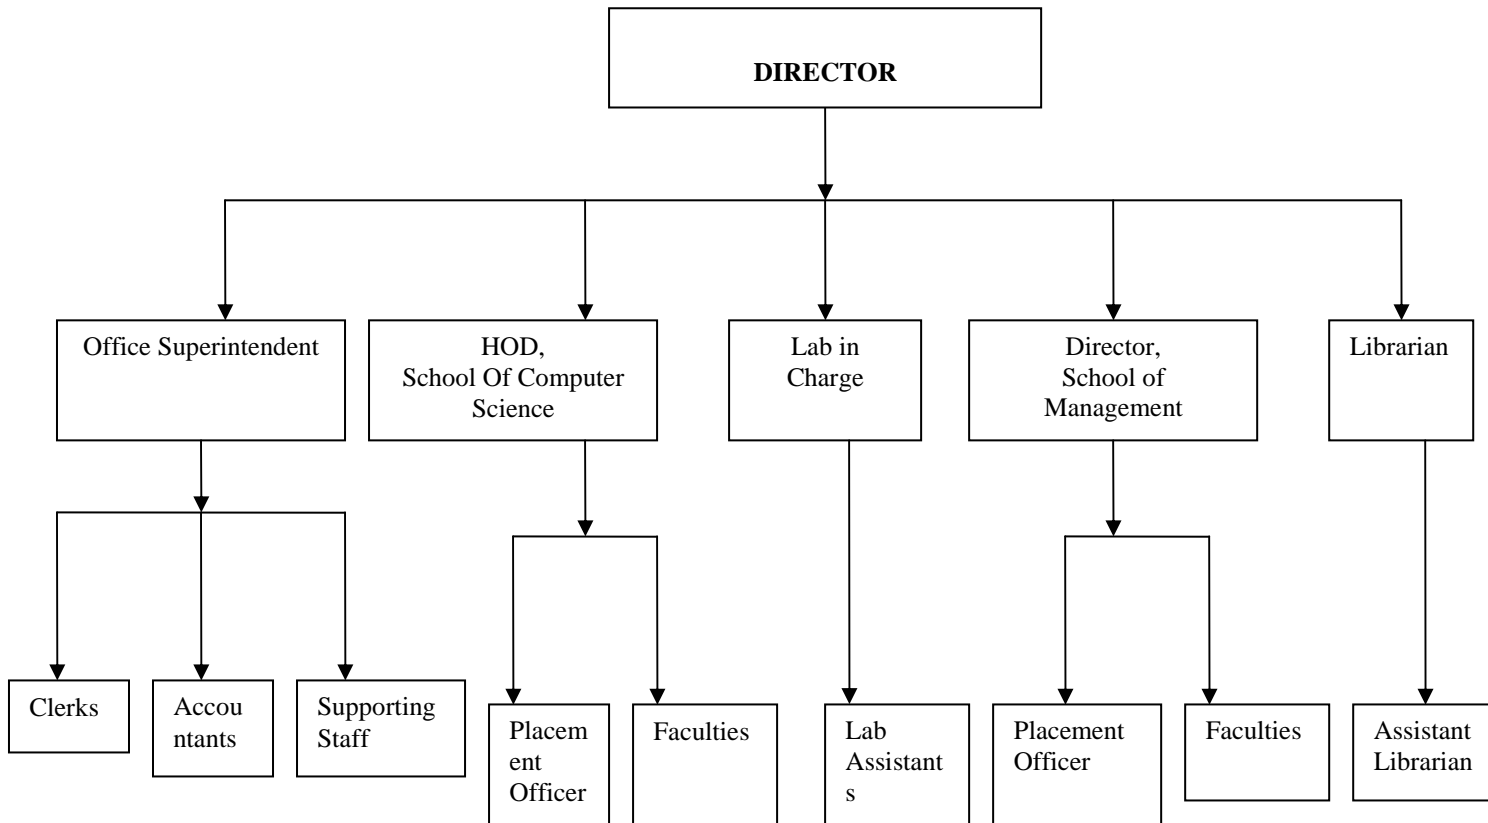 DIRECTOR
Office Superintendent
HOD,
School Of Computer
Science
Lab in
Charge
Director,
School of
Management
Librarian
Clerks
Accou
ntants
Supporting
Staff
Placem
ent
Officer
Faculties
Lab
Assistant
s
Placement
Officer
Faculties
Assistant
Librarian